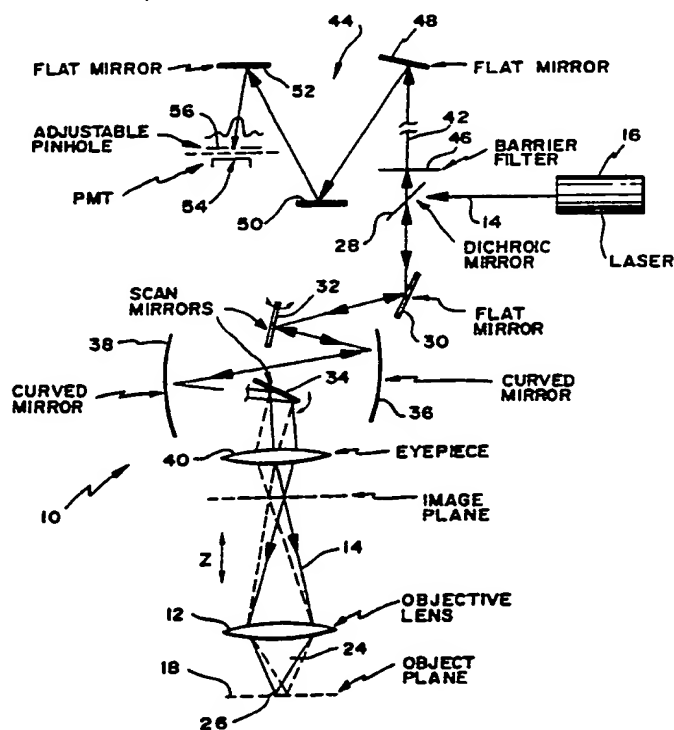 44
48
FLAT MIRROR
52
FLAT MIRROR
56
42
ADJUSTABLE
PINHOLE
46
BARRIER
FILTER
16
PMT
54
50
28
14
DICHROIC
MIRROR
LASER
SCAN
MIRRORS
32
30
FLAT
MIRROR
38
34
CURVED
MIRROR
36
CURVED
MIRROR
40
EYEPIECE
10
IMAGE
PLANE
Z
14
12
OBJECTIVE
LENS
24
18
OBJECT
PLANE
26